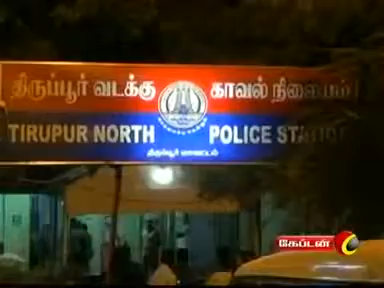 திருப்பூர் வடக்கு காவல் நிலையம்
TIRUPUR NORTH POLICE STATION
திருப்பூர் மாவட்டம்
கேப்டன்